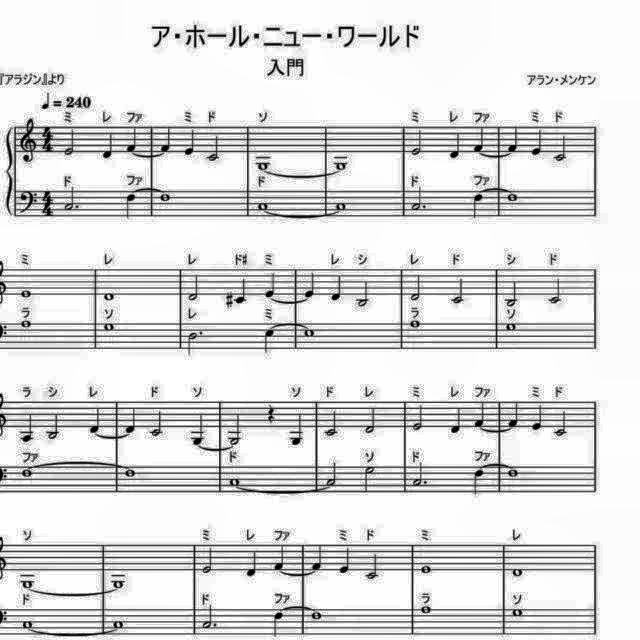 ア・ホール・ニュー・ワールド
入門
『アラジン』より
アラン・メンケン
♩ = 240
ミ レ ファ ミ ド ソ ミ レ ファ ミ ド
ド ファ ド ド ファ
ミ レ レ ド# ミ レ シ レ ド シ ド
ラ ソ レ ミ ラ ソ
ラ シ レ ド ソ ソ ド レ ミ レ ファ ミ ド
ファ ド ソ ド ファ
ソ ミ レ ファ ミ ド ミ レ
ド ド ファ ラ ソ